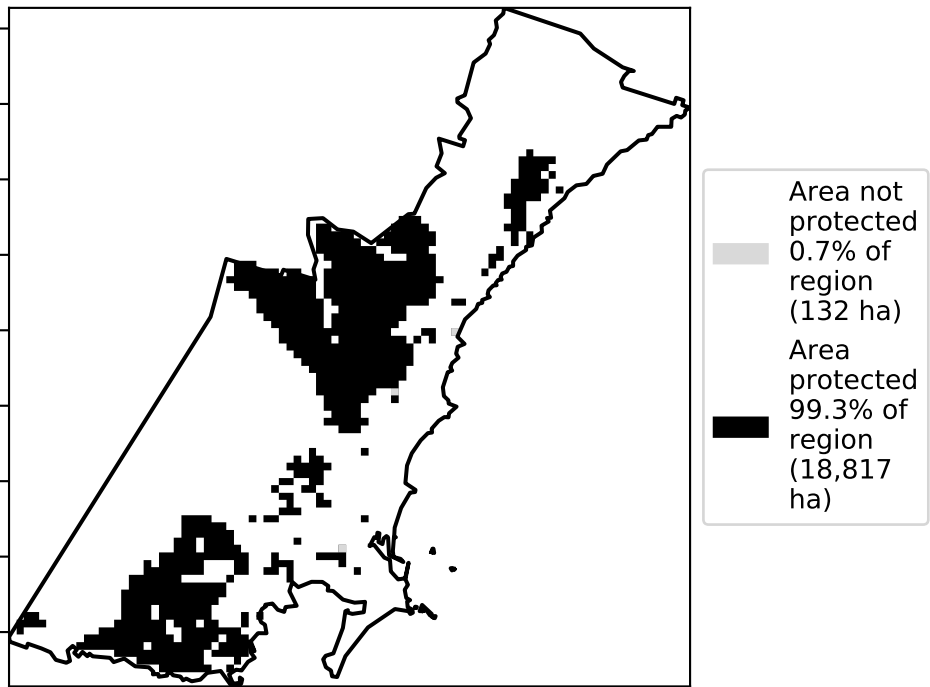 Area not
protected
0.7% of
region
(132 ha)
Area
protected
99.3% of
region
(18,817
ha)